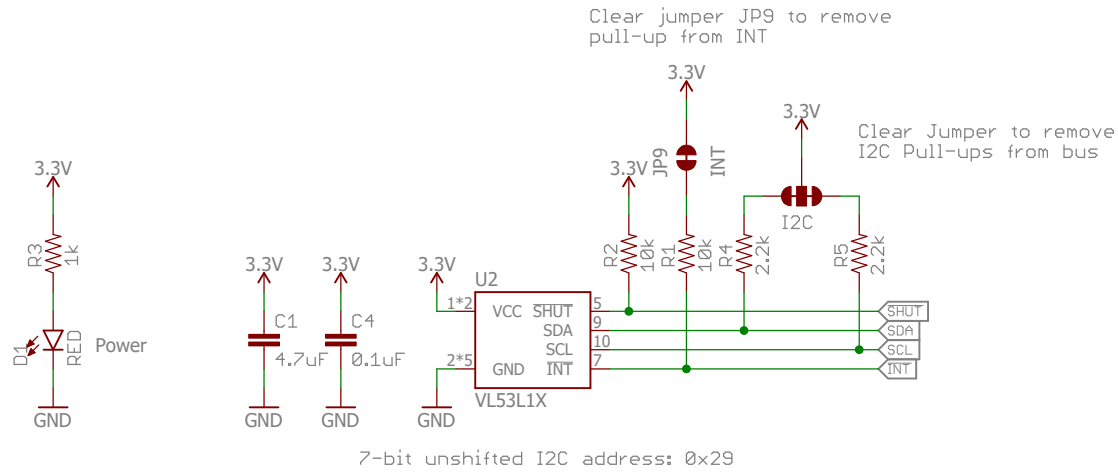 Clear jumper JP9 to remove
pull-up from INT
3.3V
3.3V
Clear Jumper to remove
I2C Pull-ups from bus
JP9
INT
3.3V
3.3V
I2C
R3
1k
R2
10k
R1
10k
R4
2.2k
R5
2.2k
3.3V
3.3V
3.3V
U2
1*2
VCC
SHUT
5
SHUT
C1
4.7uF
C4
0.1uF
SDA
9
SDA
D1
RED
Power
SCL
10
SCL
2*5
GND
INT
7
INT
VL53L1X
GND
GND
GND
GND
7-bit unshifted I2C address: 0x29